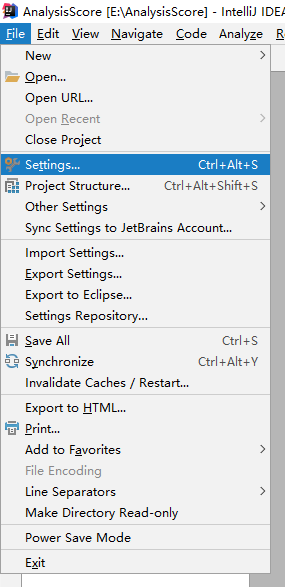 AnalysisScore [E:\AnalysisScore] - IntelliJ IDEA
File Edit View Navigate Code Analyze
New
Open...
Open URL...
Open Recent
Close Project
Settings... Ctrl+Alt+S
Project Structure... Ctrl+Alt+Shift+S
Other Settings
Sync Settings to JetBrains Account...
Import Settings...
Export Settings...
Export to Eclipse...
Settings Repository...
Save All Ctrl+S
Synchronize Ctrl+Alt+Y
Invalidate Caches / Restart...
Export to HTML...
Print...
Add to Favorites
File Encoding
Line Separators
Make Directory Read-only
Power Save Mode
Exit